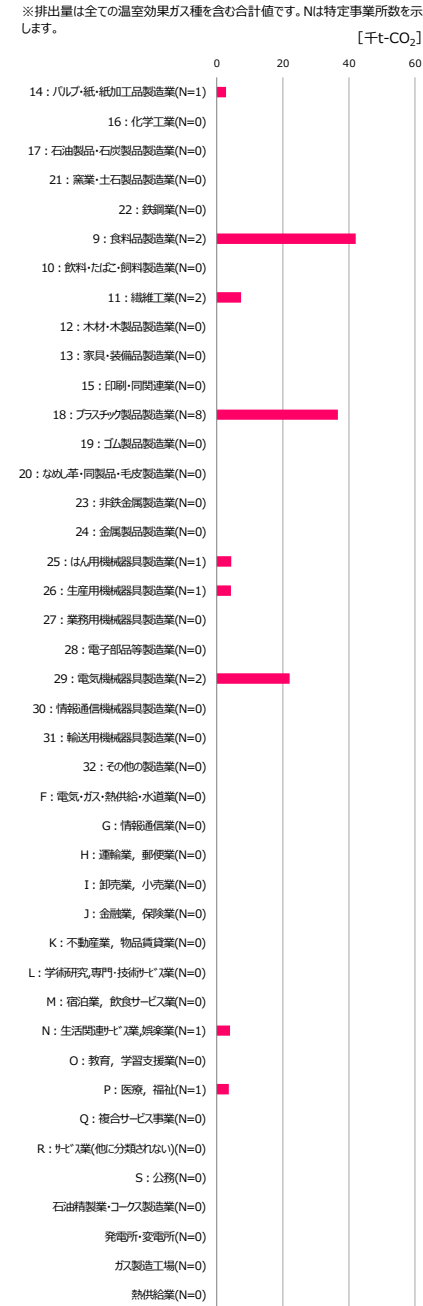 ※排出量は全ての温室効果ガス種を含む合計値です。Nは特定事業所数を示
します。
[千t-CO₂]
0 20 40 60
14:パルプ・紙・紙加工品製造業(N=1)
16:化学工業(N=0)
17:石油製品・石炭製品製造業(N=0)
21:窯業・土石製品製造業(N=0)
22:鉄鋼業(N=0)
9:食料品製造業(N=2)
10:飲料・たばこ・飼料製造業(N=0)
11:繊維工業(N=2)
12:木材・木製品製造業(N=0)
13:家具・装備品製造業(N=0)
15:印刷・同関連業(N=0)
18:プラスチック製品製造業(N=8)
19:ゴム製品製造業(N=0)
20:なめし革・同製品・毛皮製造業(N=0)
23:非鉄金属製造業(N=0)
24:金属製品製造業(N=0)
25:はん用機械器具製造業(N=1)
26:生産用機械器具製造業(N=1)
27:業務用機械器具製造業(N=0)
28:電子部品等製造業(N=0)
29:電気機械器具製造業(N=2)
30:情報通信機械器具製造業(N=0)
31:輸送用機械器具製造業(N=0)
32:その他の製造業(N=0)
F:電気・ガス・熱供給・水道業(N=0)
G:情報通信業(N=0)
H:運輸業，郵便業(N=0)
I:卸売業，小売業(N=0)
J:金融業，保険業(N=0)
K:不動産業，物品賃貸業(N=0)
L:学術研究,専門・技術ｻｰﾋﾞｽ業(N=0)
M:宿泊業，飲食サービス業(N=0)
N:生活関連ｻｰﾋﾞｽ業,娯楽業(N=1)
O:教育，学習支援業(N=0)
P:医療，福祉(N=1)
Q:複合サービス事業(N=0)
R:ｻｰﾋﾞｽ業(他に分類されない)(N=0)
S:公務(N=0)
石油精製業・コークス製造業(N=0)
発電所・変電所(N=0)
ガス製造工場(N=0)
熱供給業(N=0)